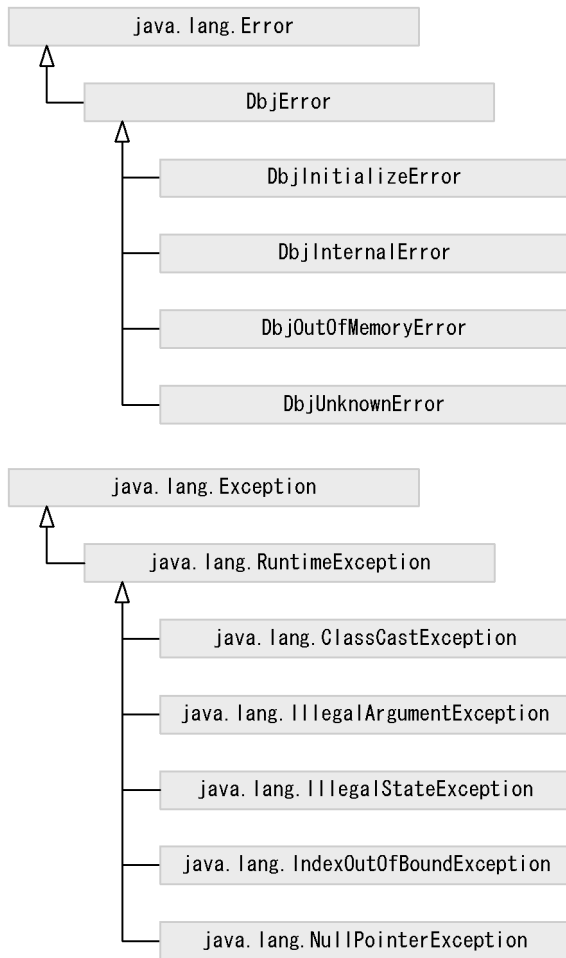 java.lang.Error
DbjError
DbjInitializeError
DbjInternalError
DbjOutOfMemoryError
DbjUnknownError
java.lang.Exception
java.lang.RuntimeException
java.lang.ClassCastException
java.lang.IllegalArgumentException
java.lang.IllegalStateException
java.lang.IndexOutOfBoundException
java.lang.NullPointerException